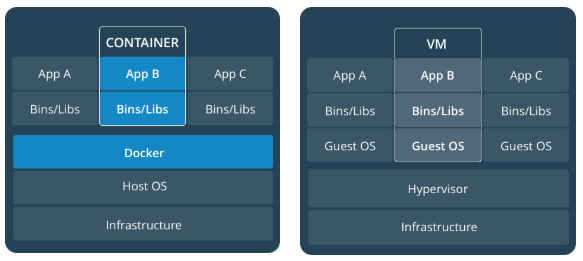 CONTAINER
App A App B App C
Bins/Libs Bins/Libs Bins/Libs
Docker
Host OS
Infrastructure
VM
App A App B App C
Bins/Libs Bins/Libs Bins/Libs
Guest OS Guest OS Guest OS
Hypervisor
Infrastructure